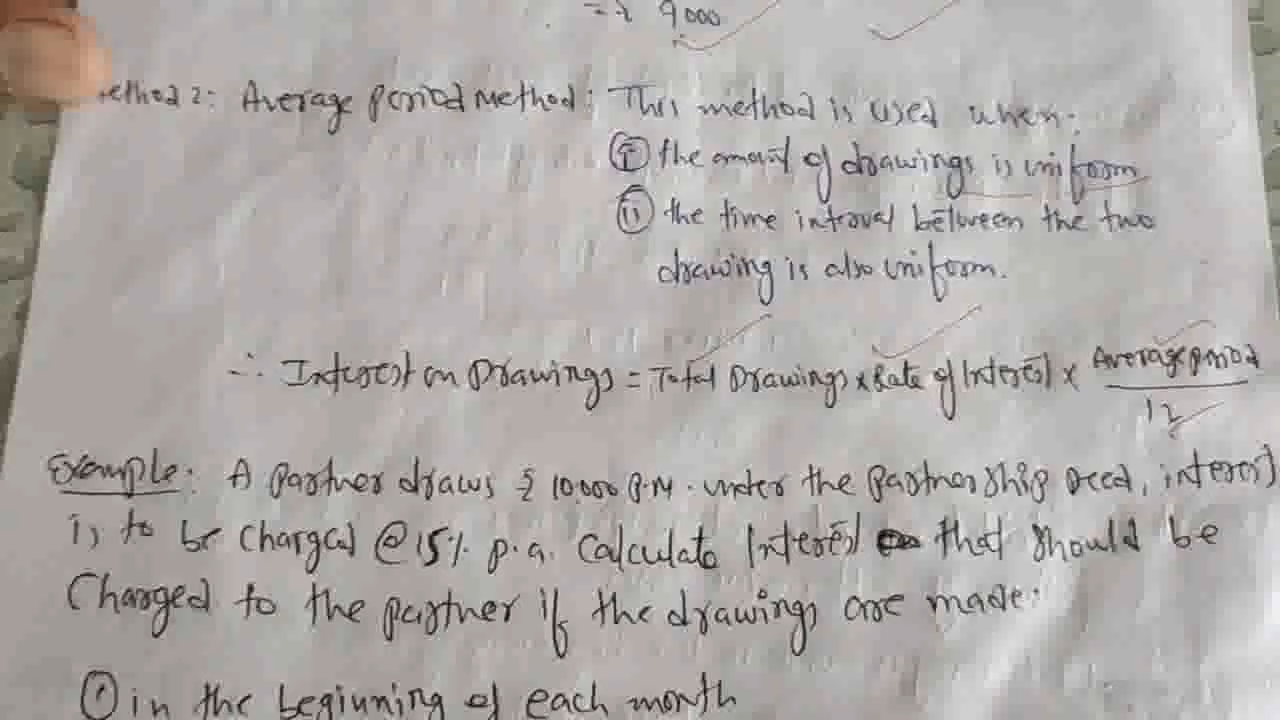 = ₹ 9000
Method 2: Average period Method: This method is used when:
(i) the amount of drawings is uniform
(ii) the time interval between the two
drawing is also uniform.
∴ Interest on Drawings = Total Drawings × Rate of Interest × Average period / 12
Example: A partner draws ₹ 10,000 P.M. under the partnership deed, interest
is to be charged @ 15% p.a. Calculate Interest that should be
Charged to the partner if the drawings are made:
(i) in the beginning of each month